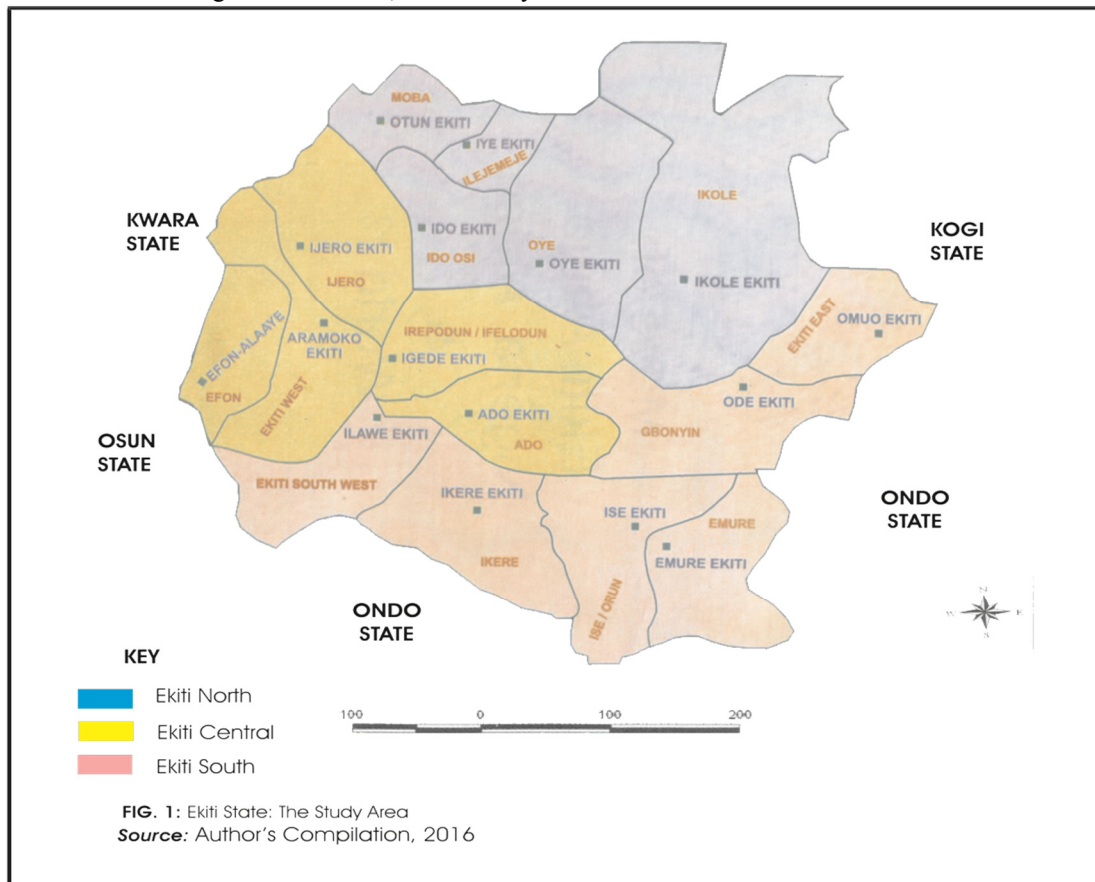 MOBA
OTUN EKITI
IYE EKITI
ILEJEMEJE
IKOLE
KWARA
STATE
IDO EKITI
KOGI
STATE
IJERO EKITI
OYE
IDO OSI
OYE EKITI
IJERO
IKOLE EKITI
EKITI EAST
OMUO EKITI
IREPODUN / IFELODUN
ARAMOKO
EKITI
EFON-ALAAYE
IGEDE EKITI
EFON
EKITI WEST
ODE EKITI
ADO EKITI
ILAWE EKITI
GBONYIN
ADO
OSUN
STATE
EKITI SOUTH WEST
IKERE EKITI
ONDO
STATE
ISE EKITI
EMURE
IKERE
EMURE EKITI
ISE / ORUN
ONDO
STATE
N
W E
S
KEY
Ekiti North
Ekiti Central
Ekiti South
100 0 100 200
FIG. 1: Ekiti State: The Study Area
Source: Author's Compilation, 2016